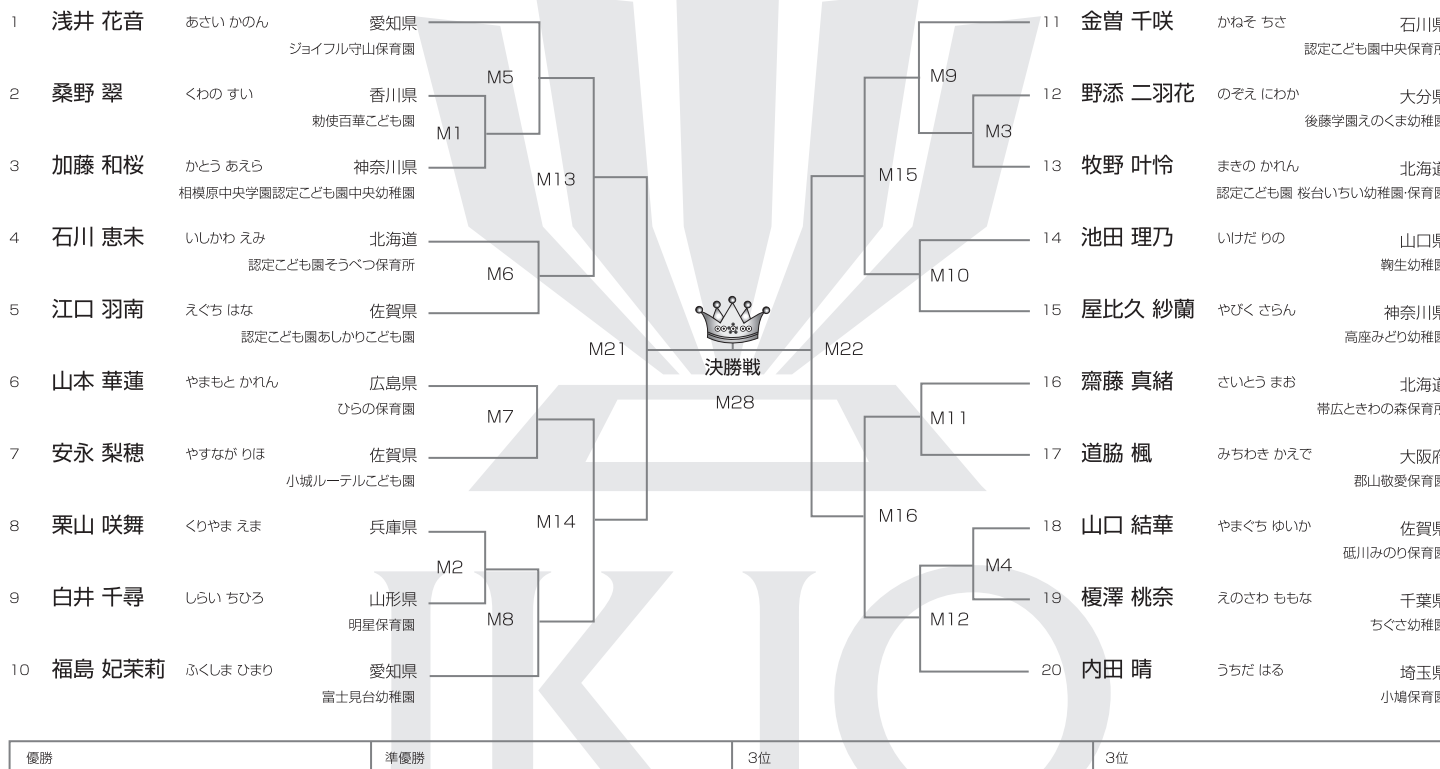 1 浅井 花音 あさい かのん 愛知県
ジョイフル守山保育園
2 桑野 翠 くわの すい 香川県
勅使百華こども園
3 加藤 和桜 かとう あえら 神奈川県
相模原中央学園認定こども園中央幼稚園
4 石川 恵未 いしかわ えみ 北海道
認定こども園そうべつ保育所
5 江口 羽南 えぐち はな 佐賀県
認定こども園あしかりこども園
6 山本 華蓮 やまもと かれん 広島県
ひらの保育園
7 安永 梨穂 やすなが りほ 佐賀県
小城ルーテルこども園
8 栗山 咲舞 くりやま えま 兵庫県
9 白井 千尋 しらい ちひろ 山形県
明星保育園
10 福島 妃茉莉 ふくしま ひまり 愛知県
富士見台幼稚園
M5
M1
M13
M6
M21
M7
M14
M2
M8
決勝戦
M28
M9
M3
M15
M10
M22
M11
M16
M4
M12
11 金曽 千咲 かねそ ちさ 石川県
認定こども園中央保育所
12 野添 二羽花 のぞえ にわか 大分県
後藤学園えのくま幼稚園
13 牧野 叶怜 まきの かれん 北海道
認定こども園 桜台いちい幼稚園・保育園
14 池田 理乃 いけだ りの 山口県
鞠生幼稚園
15 屋比久 紗蘭 やびく さらん 神奈川県
高座みどり幼稚園
16 齋藤 真緒 さいとう まお 北海道
帯広ときわの森保育所
17 道脇 楓 みちわき かえで 大阪府
郡山敬愛保育園
18 山口 結華 やまぐち ゆいか 佐賀県
砥川みのり保育園
19 榎澤 桃奈 えのさわ ももな 千葉県
ちぐさ幼稚園
20 内田 晴 うちだ はる 埼玉県
小鳩保育園
IKIO
優勝 準優勝 3位 3位